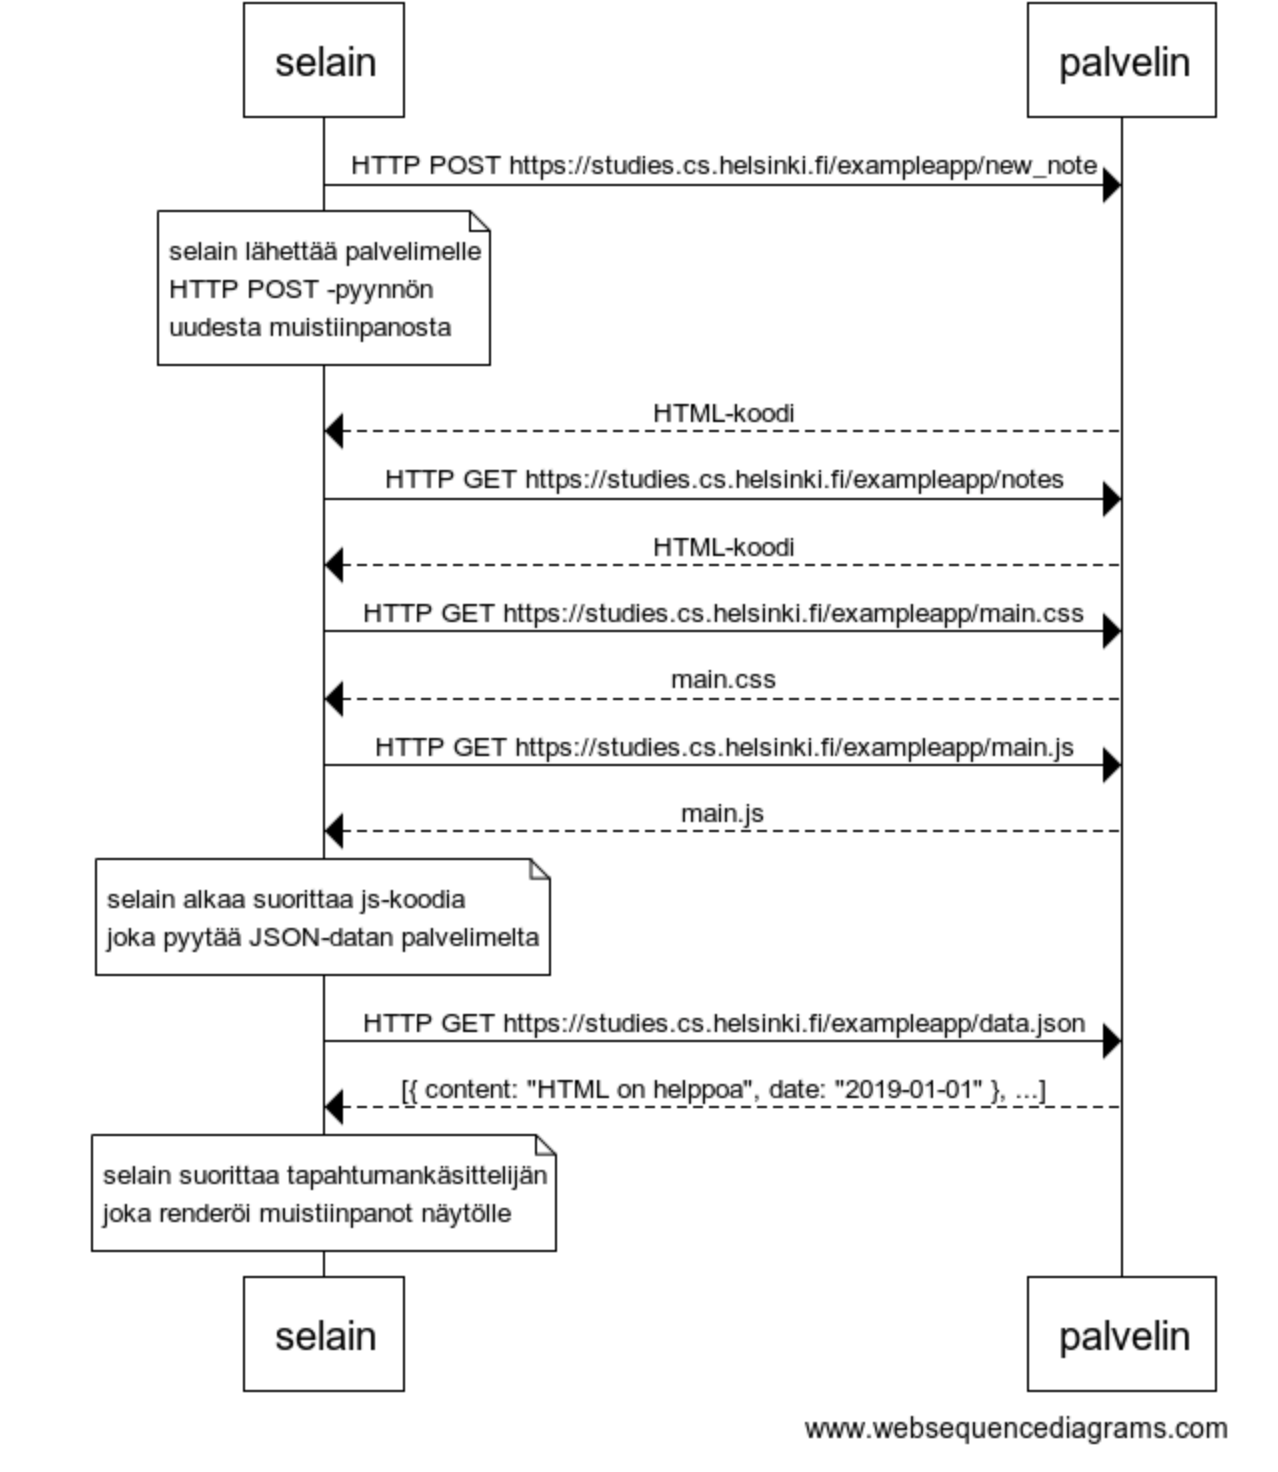 selain
palvelin
HTTP POST https://studies.cs.helsinki.fi/exampleapp/new_note
selain lähettää palvelimelle
HTTP POST -pyynnön
uudesta muistiinpanosta
HTML-koodi
HTTP GET https://studies.cs.helsinki.fi/exampleapp/notes
HTML-koodi
HTTP GET https://studies.cs.helsinki.fi/exampleapp/main.css
main.css
HTTP GET https://studies.cs.helsinki.fi/exampleapp/main.js
main.js
selain alkaa suorittaa js-koodia
joka pyytää JSON-datan palvelimelta
HTTP GET https://studies.cs.helsinki.fi/exampleapp/data.json
[{ content: "HTML on helppoa", date: "2019-01-01" }, ...]
selain suorittaa tapahtumankäsittelijän
joka renderöi muistiinpanot näytölle
selain
palvelin
www.websequencediagrams.com